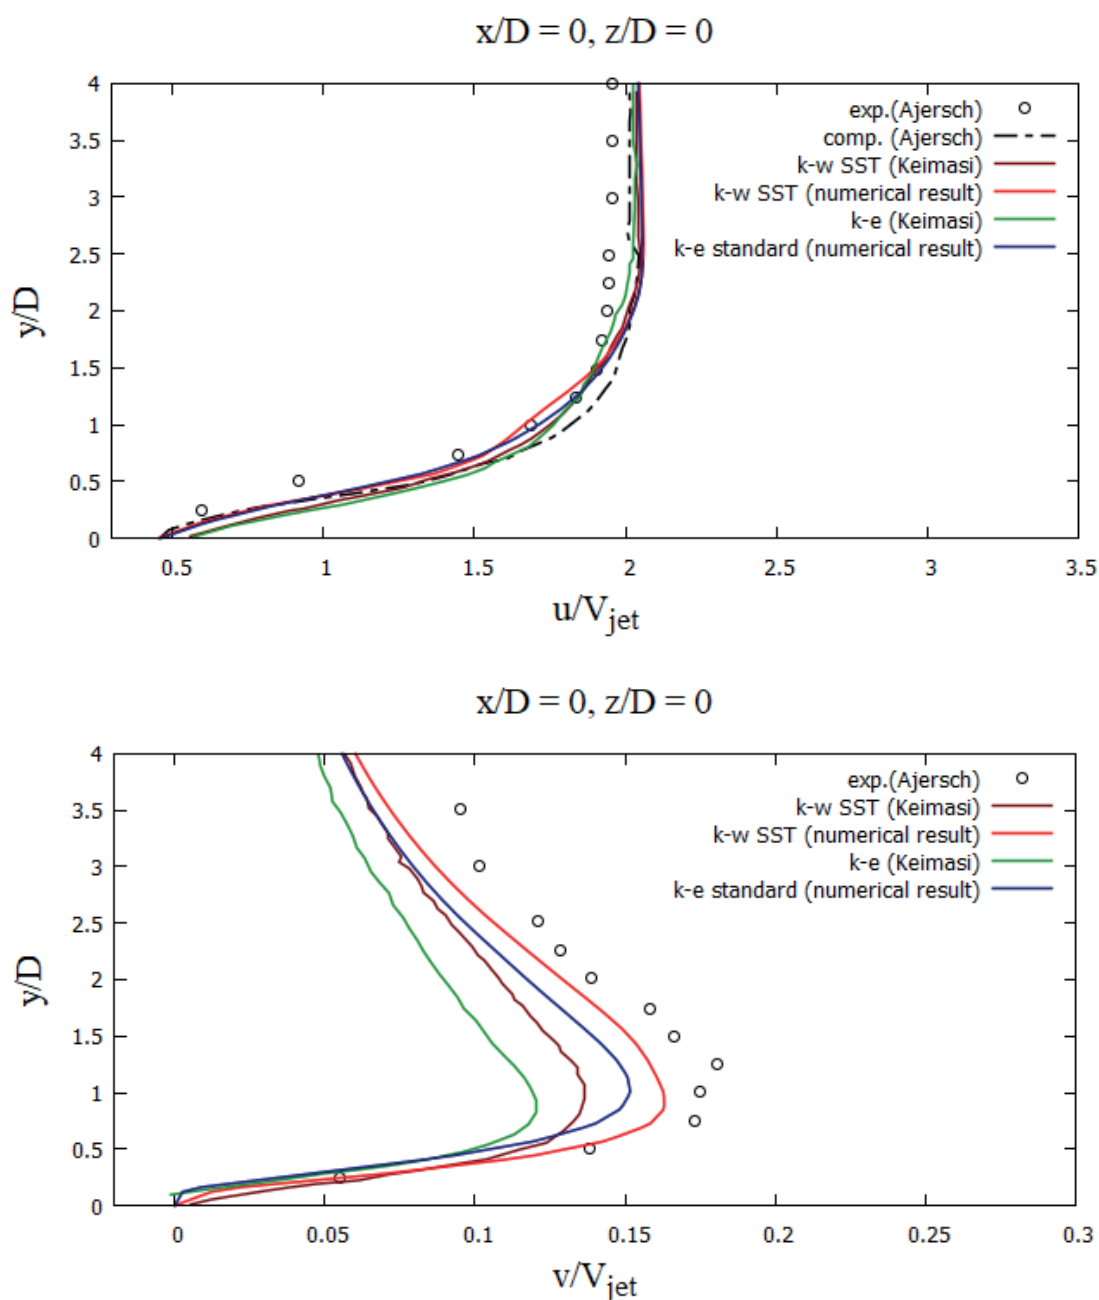 x/D = 0, z/D = 0
4
3.5
3
2.5
2
1.5
1
0.5
0
y/D
exp.(Ajersch)
comp. (Ajersch)
k-w SST (Keimasi)
k-w SST (numerical result)
k-e (Keimasi)
k-e standard (numerical result)
0.5 1 1.5 2 2.5 3 3.5
u/Vjet
x/D = 0, z/D = 0
4
3.5
3
2.5
2
1.5
1
0.5
0
y/D
exp.(Ajersch)
k-w SST (Keimasi)
k-w SST (numerical result)
k-e (Keimasi)
k-e standard (numerical result)
0 0.05 0.1 0.15 0.2 0.25 0.3
v/Vjet